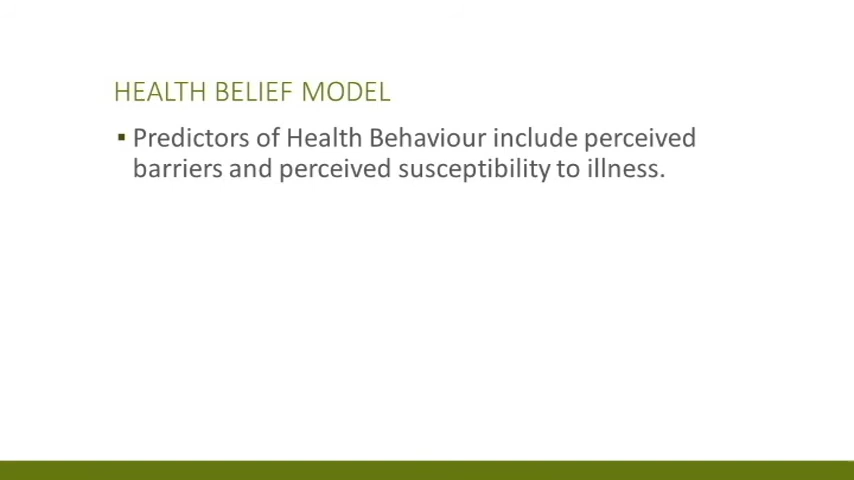 HEALTH BELIEF MODEL
▪ Predictors of Health Behaviour include perceived
barriers and perceived susceptibility to illness.